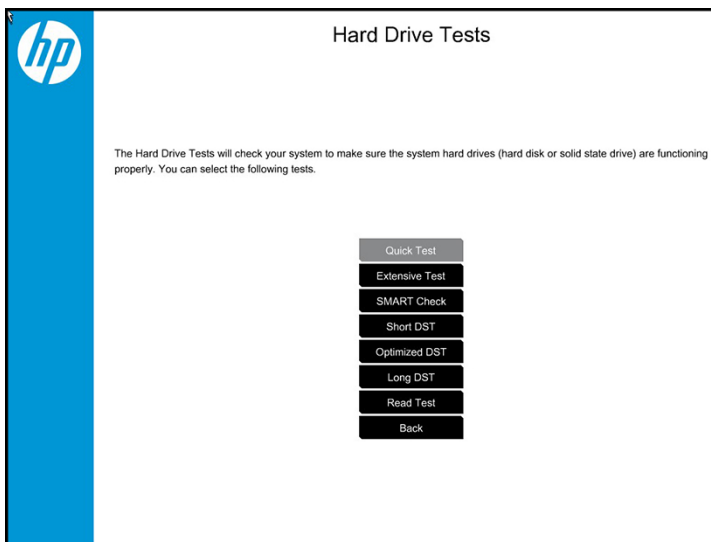 hp
Hard Drive Tests
The Hard Drive Tests will check your system to make sure the system hard drives (hard disk or solid state drive) are functioning
properly. You can select the following tests.
Quick Test
Extensive Test
SMART Check
Short DST
Optimized DST
Long DST
Read Test
Back